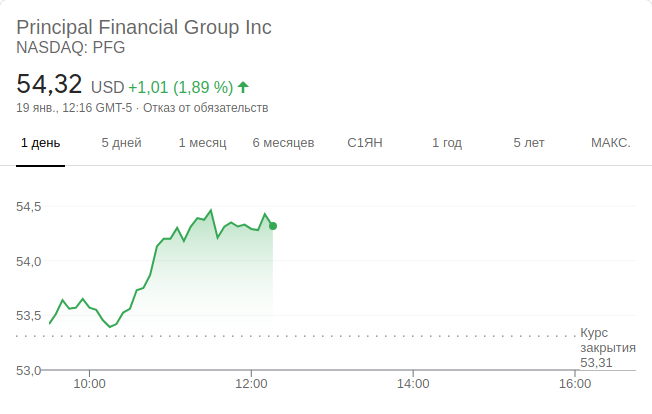 Principal Financial Group Inc
NASDAQ: PFG
54,32 USD +1,01 (1,89 %)
19 янв., 12:16 GMT-5 · Отказ от обязательств
1 день 5 дней 1 месяц 6 месяцев С1ЯН 1 год 5 лет МАКС.
54,5
54,0
53,5
Курс
закрытия
53,31
53,0
10:00 12:00 14:00 16:00